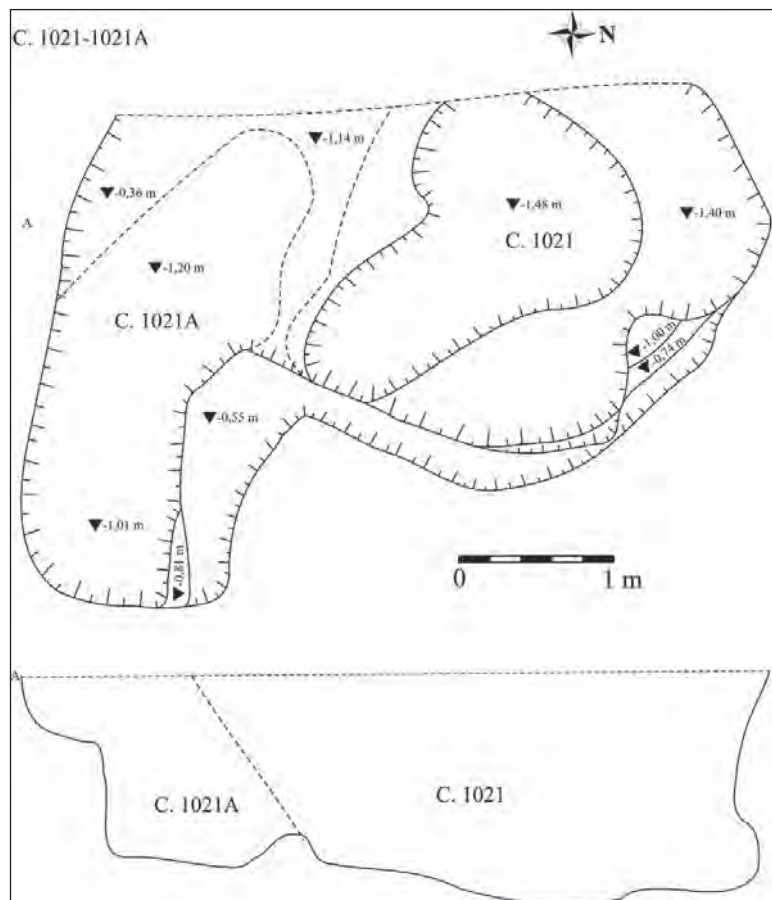 C. 1021-1021A
N
-1,14 m
-0,36 m
A
-1,48 m
-1,40 m
C. 1021
-1,20 m
C. 1021A
-1,00 m
-0,74 m
-0,55 m
-1,01 m
-0,81 m
0 1 m
A
C. 1021A
C. 1021